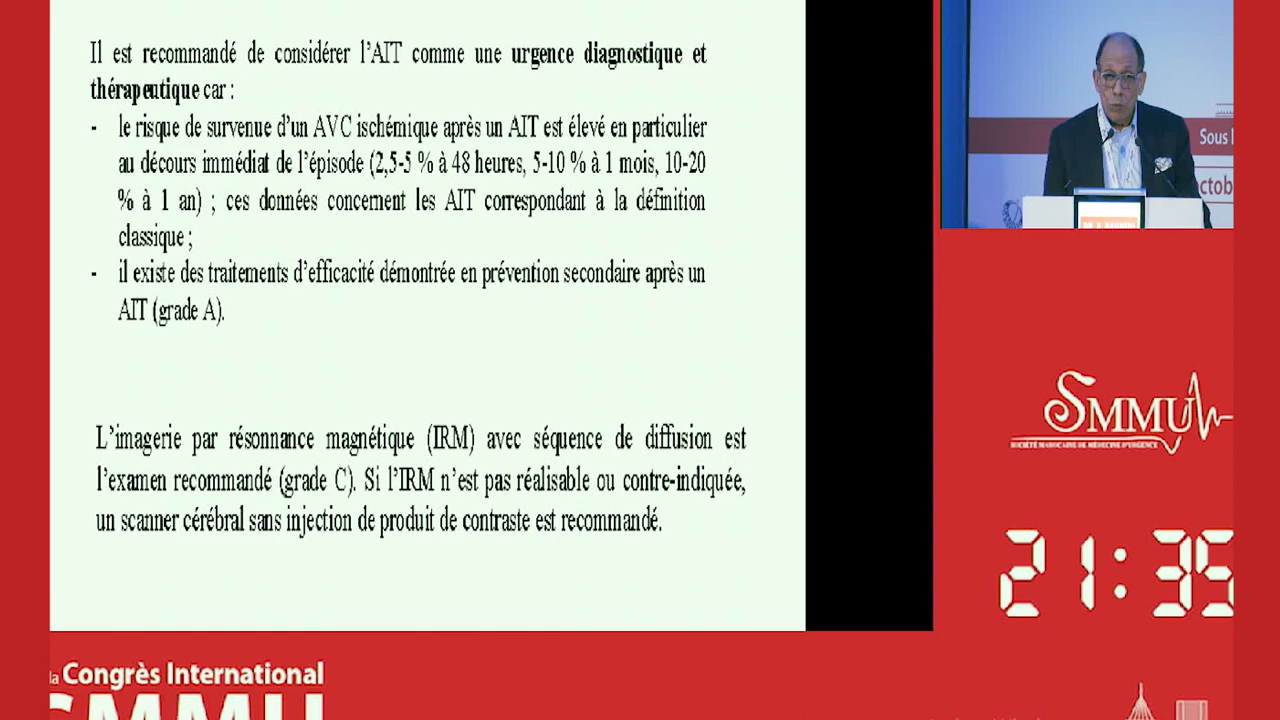 Il est recommandé de considérer l'AIT comme une urgence diagnostique et
thérapeutique car :
- le risque de survenue d'un AVC ischémique après un AIT est élevé en particulier
au décours immédiat de l'épisode (2,5-5 % à 48 heures, 5-10 % à 1 mois, 10-20
% à 1 an) ; ces données concernent les AIT correspondant à la définition
classique ;
- il existe des traitements d'efficacité démontrée en prévention secondaire après un
AIT (grade A).
L'imagerie par résonnance magnétique (IRM) avec séquence de diffusion est
l'examen recommandé (grade C). Si l'IRM n'est pas réalisable ou contre-indiquée,
un scanner cérébral sans injection de produit de contraste est recommandé.
Sous l
octob
SMMU
SOCIÉTÉ MAROCAINE DE MÉDECINE D'URGENCE
21:35
la Congrès International
SMMU